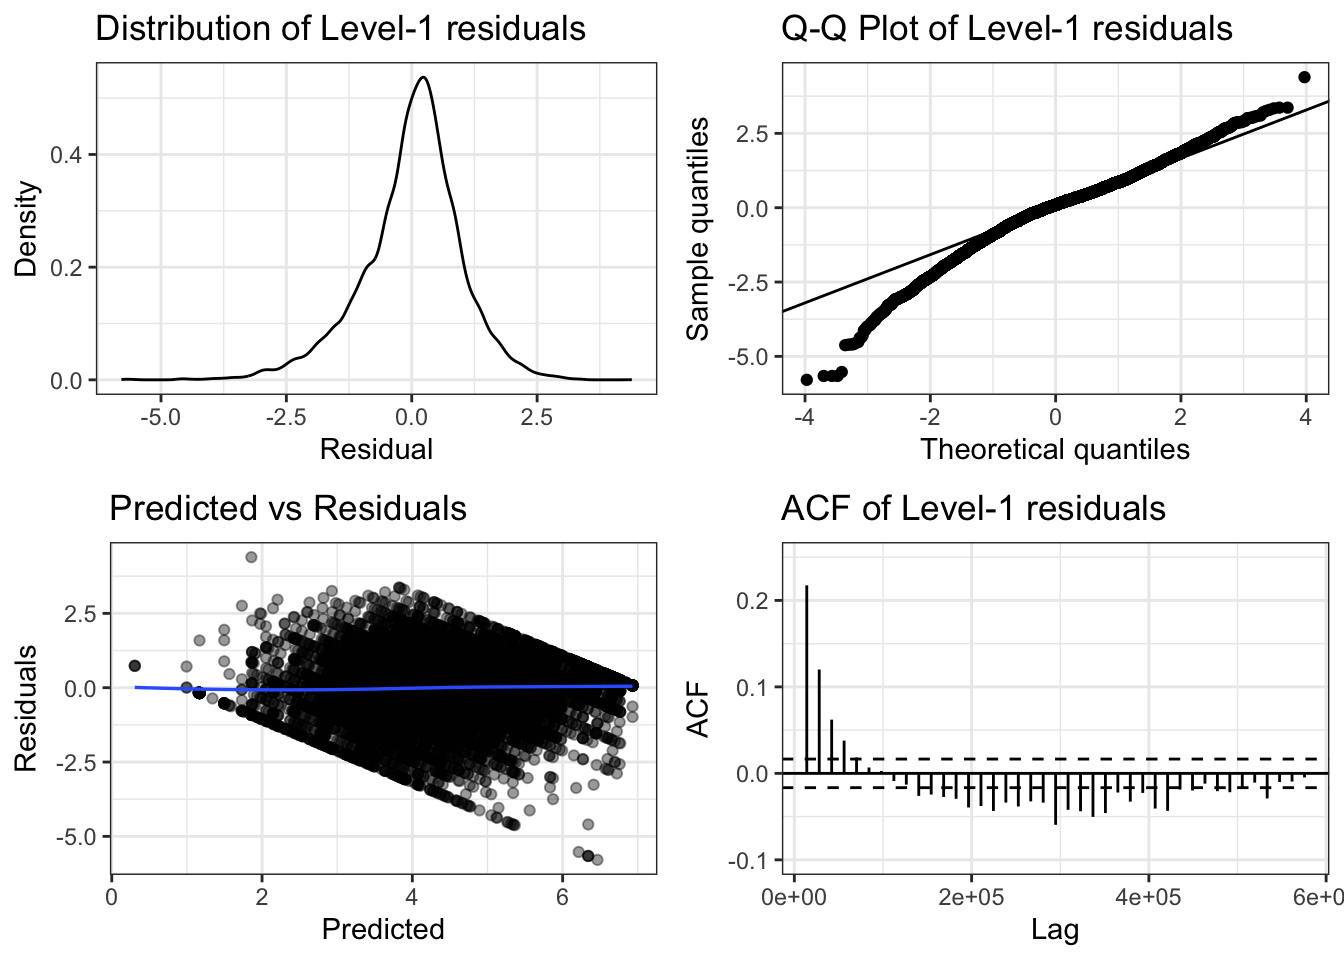 Distribution of Level-1 residuals
Density
0.4
0.2
0.0
-5.0 -2.5 0.0 2.5
Residual
Q-Q Plot of Level-1 residuals
Sample quantiles
2.5
0.0
-2.5
-5.0
-4 -2 0 2 4
Theoretical quantiles
Predicted vs Residuals
Residuals
2.5
0.0
-2.5
-5.0
0 2 4 6
Predicted
ACF of Level-1 residuals
ACF
0.2
0.1
0.0
-0.1
0e+00 2e+05 4e+05 6e+0
Lag